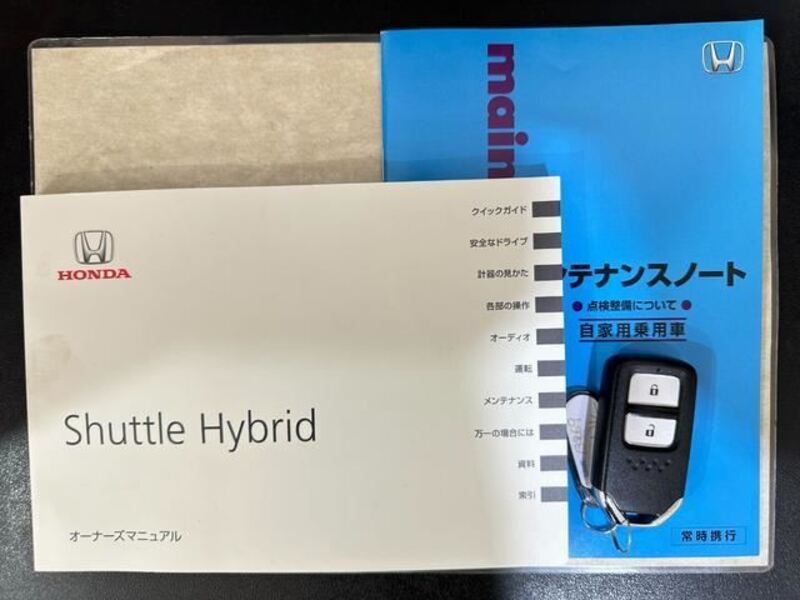 HONDA
Shuttle Hybrid
オーナーズマニュアル
クイックガイド
安全なドライブ
計器の見かた
各部の操作
オーディオ
運転
メンテナンス
万一の場合には
資料
索引
main
テナンスノート
● 点検整備について ●
自家用乗用車
常時携行